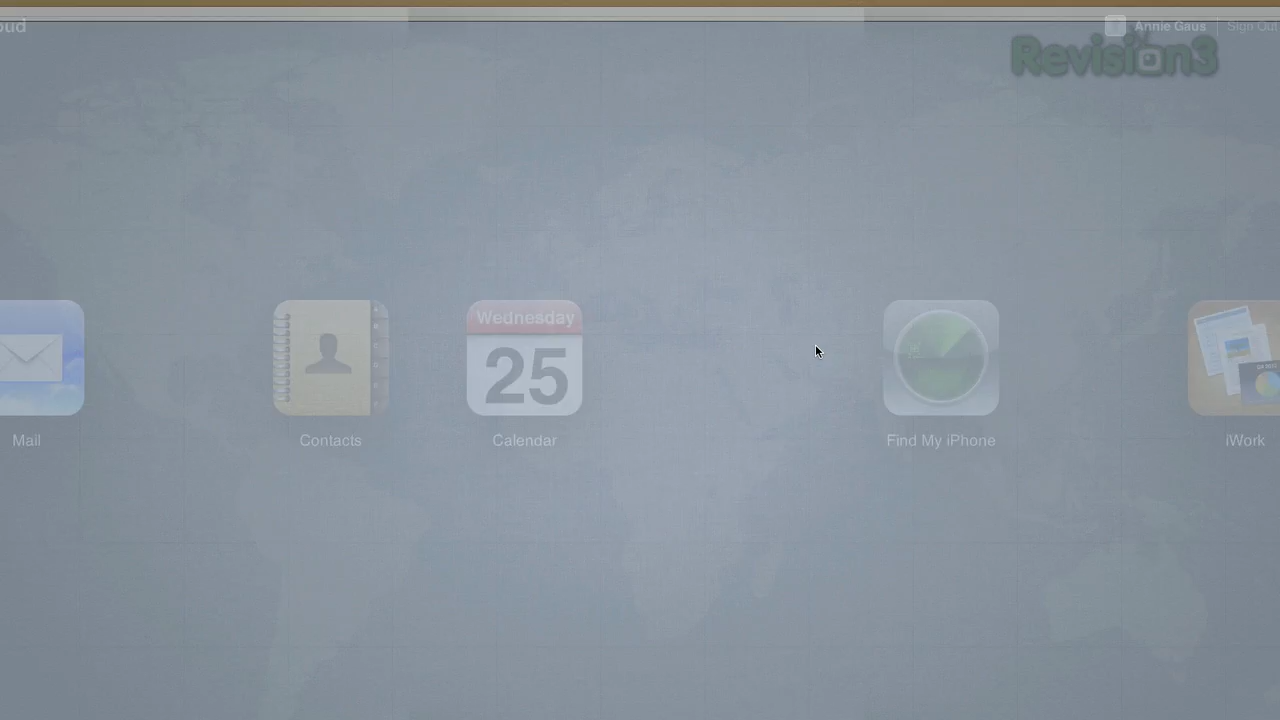 oud
Annie Gaus
Sign Out
Revision3
Wednesday
25
Mail
Contacts
Calendar
Find My iPhone
iWork